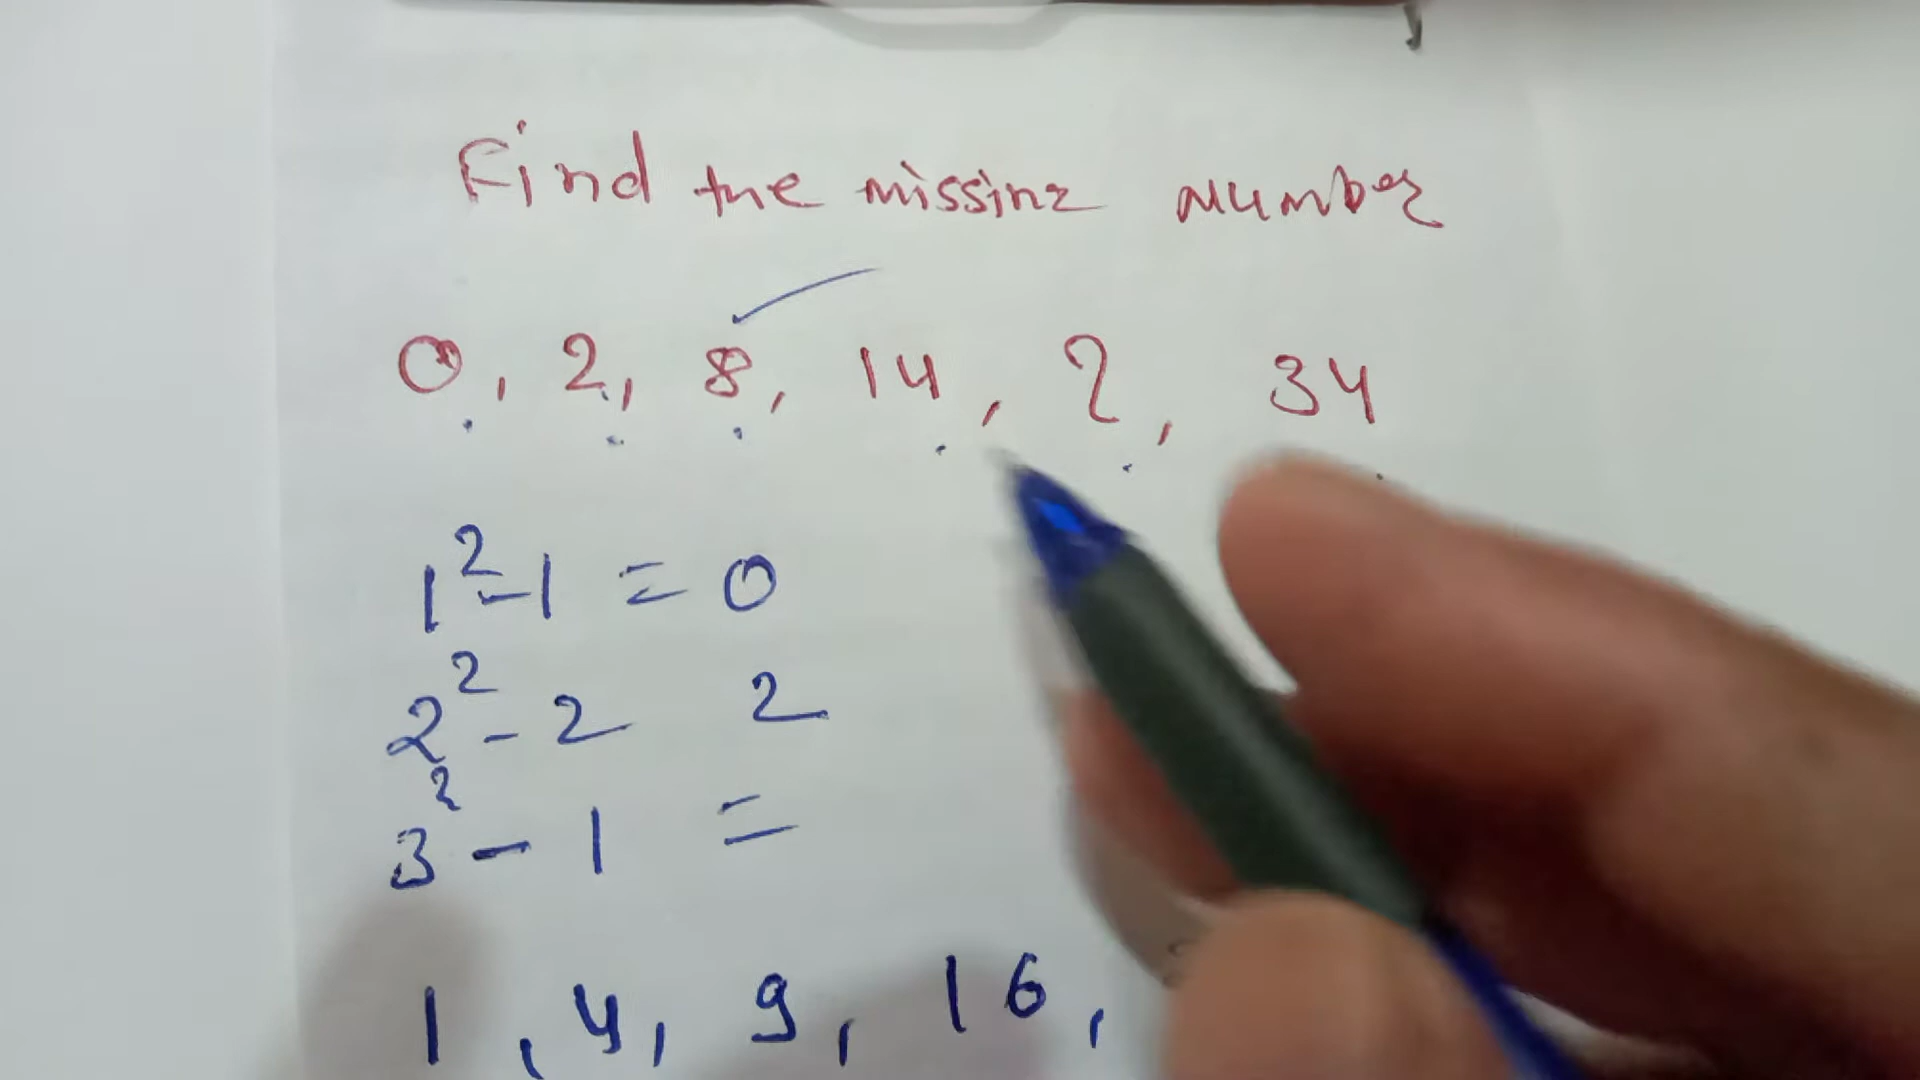 Find the missing number
0, 2, 8, 14, ?, 34
1²-1 = 0
2² - 2 2
3² - 1 =
1, 4, 9, 16,